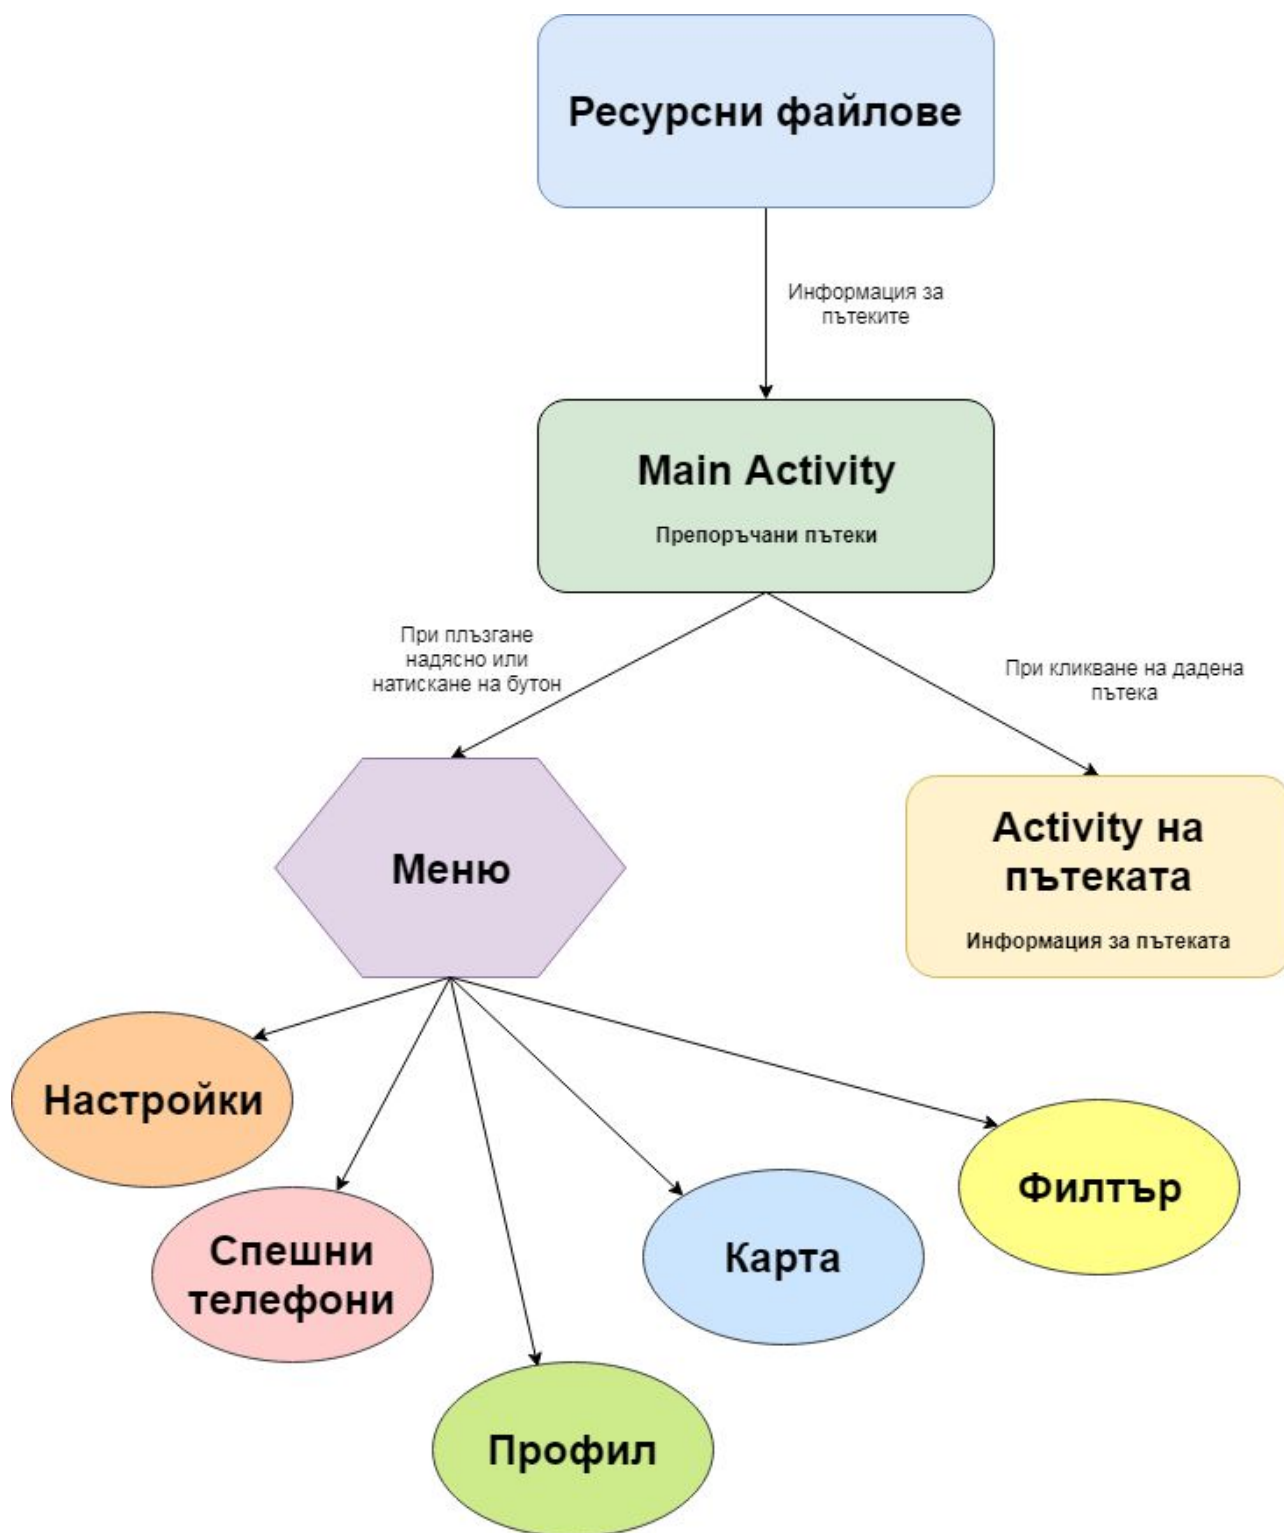 Ресурсни файлове
Информация за
пътеките
Main Activity
Препоръчани пътеки
При плъзгане
надясно или
натискане на бутон
При кликване на дадена
пътека
Меню
Activity на
пътеката
Информация за пътеката
Настройки
Спешни
телефони
Профил
Карта
Филтър